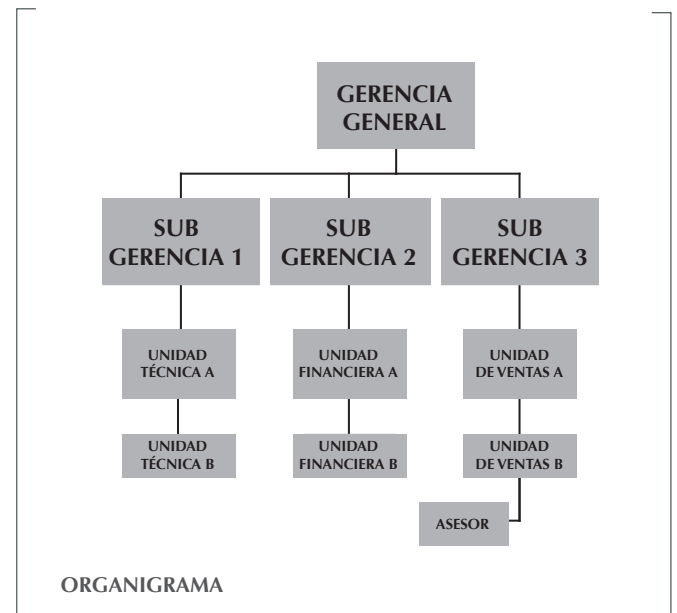 GERENCIA
GENERAL
SUB
GERENCIA 1
SUB
GERENCIA 2
SUB
GERENCIA 3
UNIDAD
TÉCNICA A
UNIDAD
FINANCIERA A
UNIDAD
DE VENTAS A
UNIDAD
TÉCNICA B
UNIDAD
FINANCIERA B
UNIDAD
DE VENTAS B
ASESOR
ORGANIGRAMA